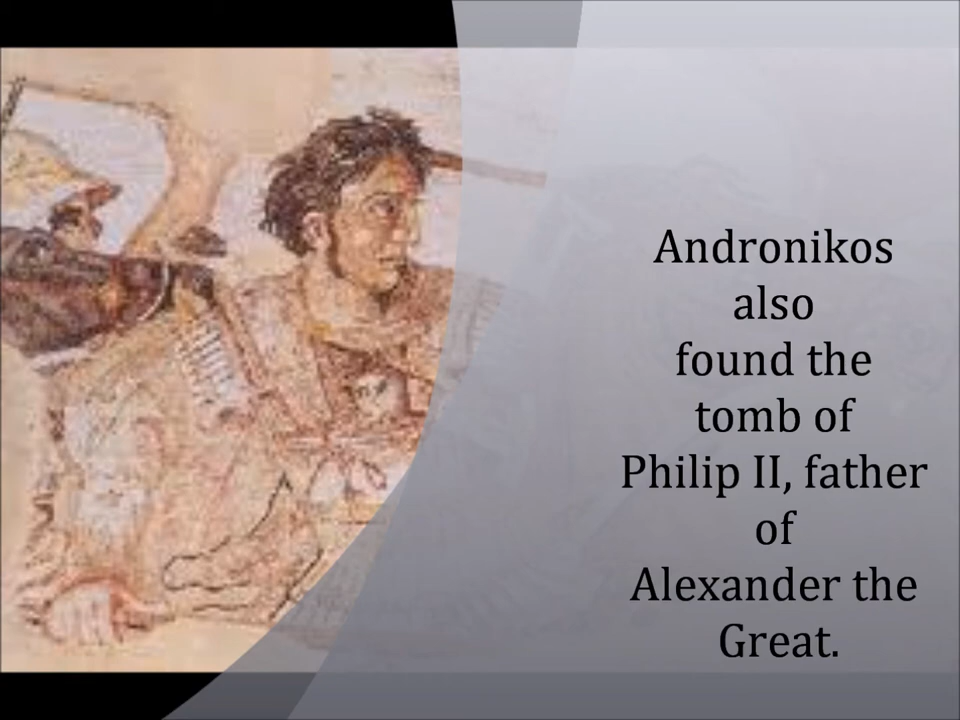 Andronikos
also
found the
tomb of
Philip II, father
of
Alexander the
Great.